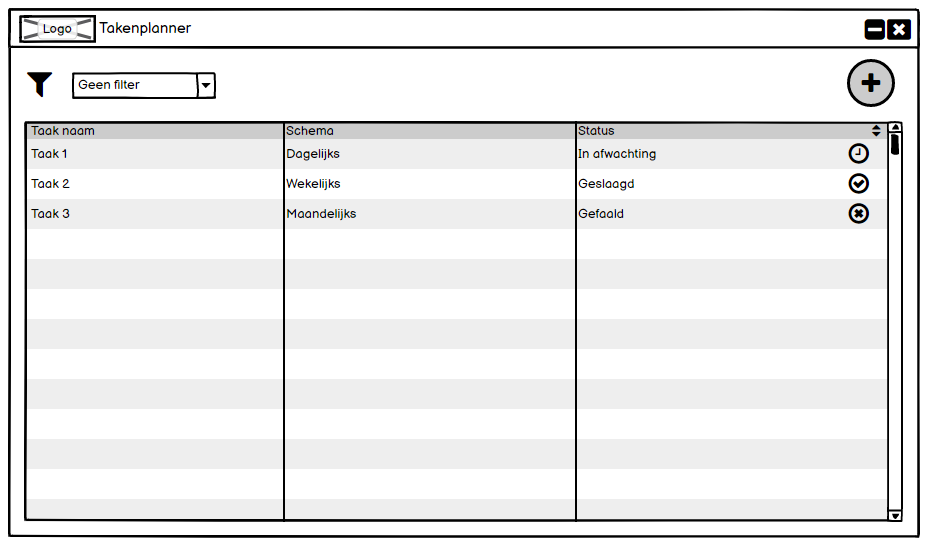 Logo Takenplanner
Geen filter
Taak naam Schema Status
Taak 1 Dagelijks In afwachting
Taak 2 Wekelijks Geslaagd
Taak 3 Maandelijks Gefaald